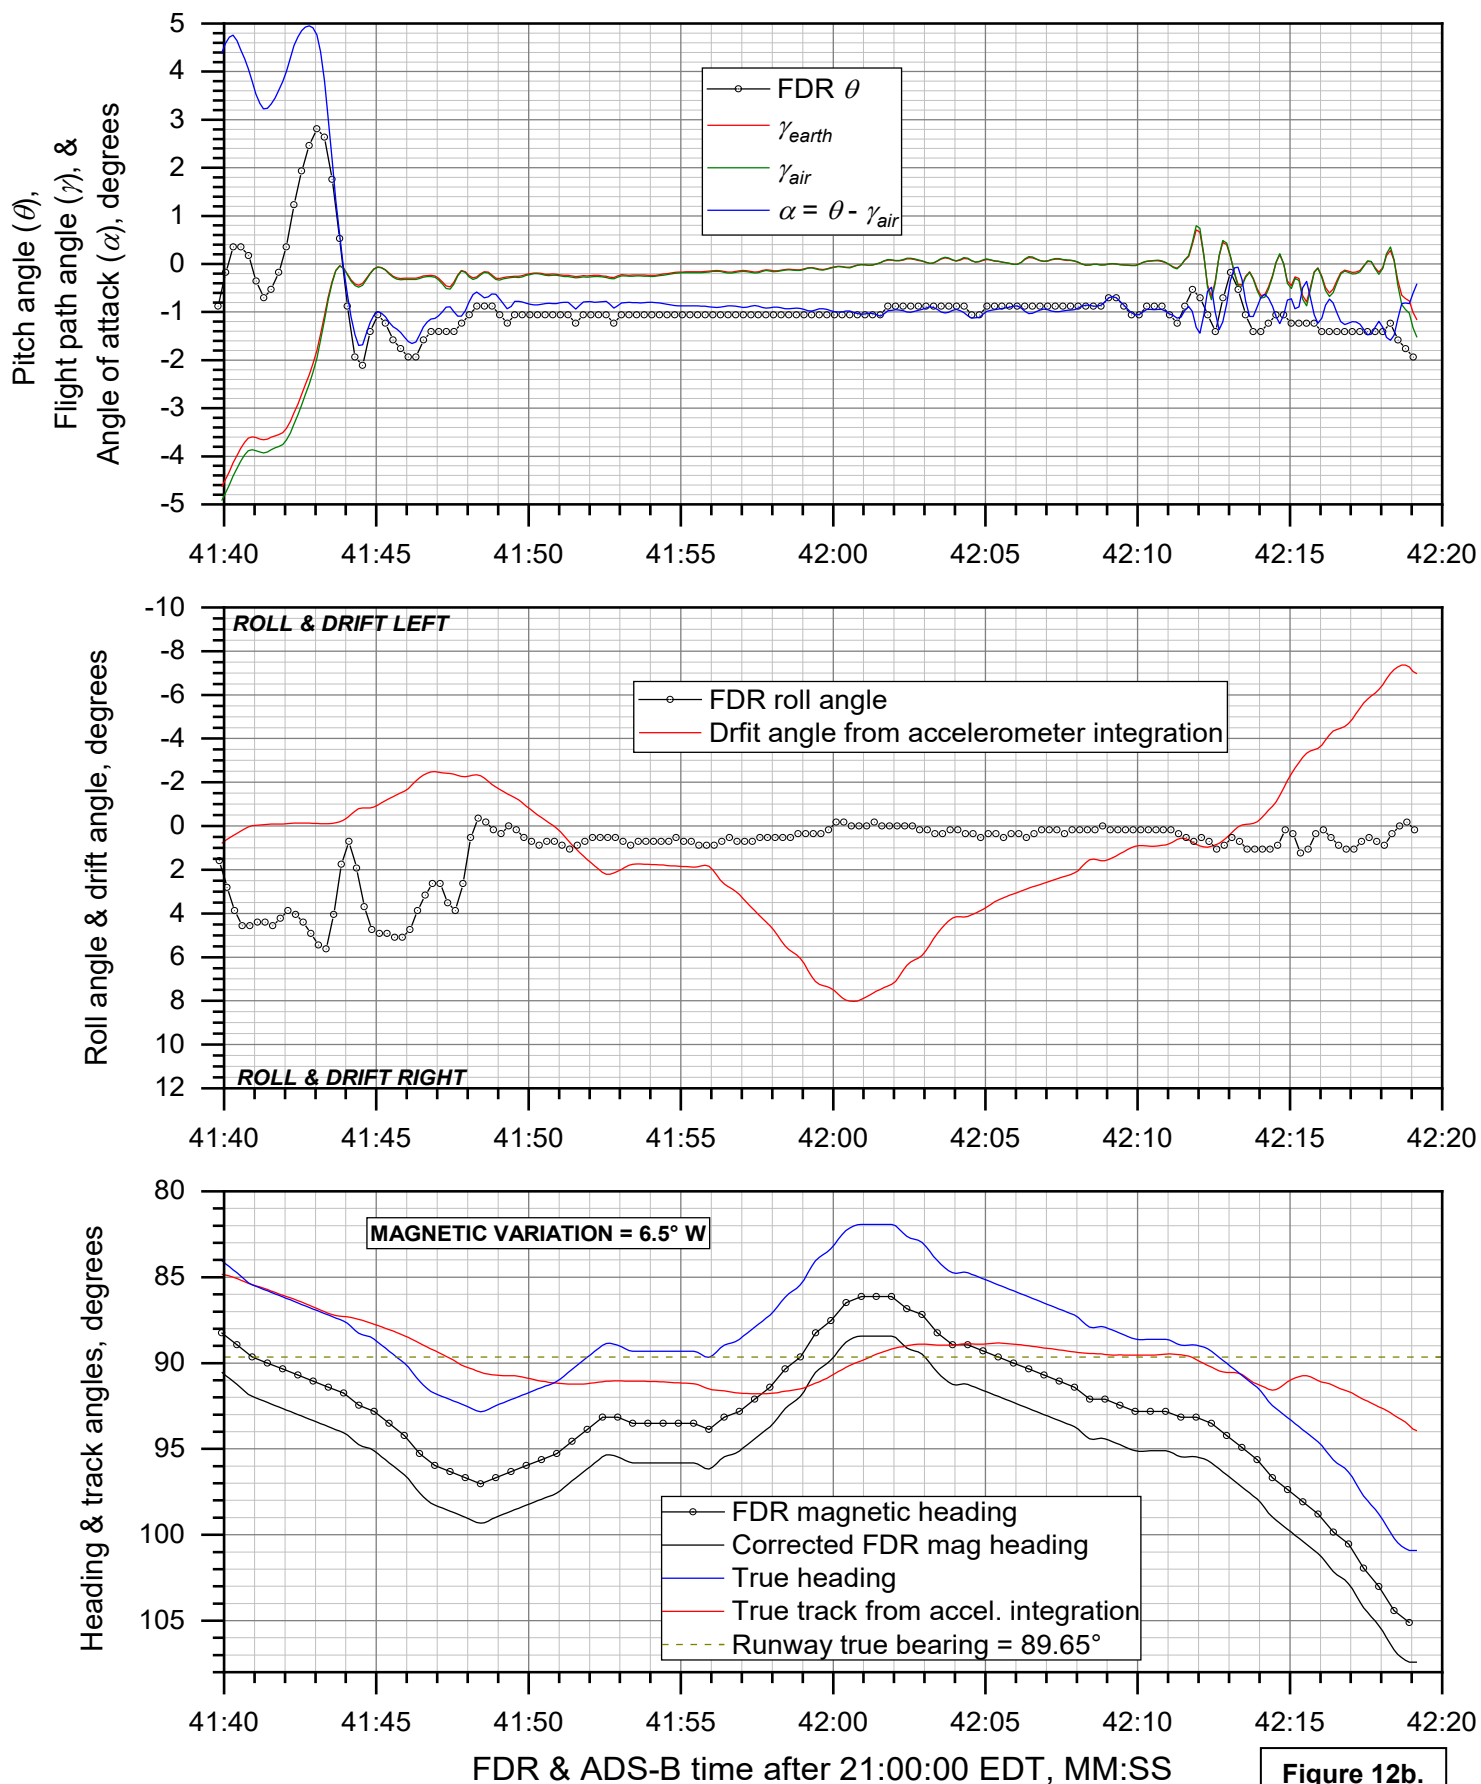 Pitch angle (θ),
Flight path angle (γ), &
Angle of attack (α), degrees
5
4
3
2
1
0
-1
-2
-3
-4
-5
FDR θ
γearth
γair
α = θ - γair
41:40 41:45 41:50 41:55 42:00 42:05 42:10 42:15 42:20
Roll angle & drift angle, degrees
-10
-8
-6
-4
-2
0
2
4
6
8
10
12
ROLL & DRIFT LEFT
FDR roll angle
Drfit angle from accelerometer integration
ROLL & DRIFT RIGHT
41:40 41:45 41:50 41:55 42:00 42:05 42:10 42:15 42:20
Heading & track angles, degrees
80
85
90
95
100
105
MAGNETIC VARIATION = 6.5° W
FDR magnetic heading
Corrected FDR mag heading
True heading
True track from accel. integration
Runway true bearing = 89.65°
41:40 41:45 41:50 41:55 42:00 42:05 42:10 42:15 42:20
FDR & ADS-B time after 21:00:00 EDT, MM:SS
Figure 12b.